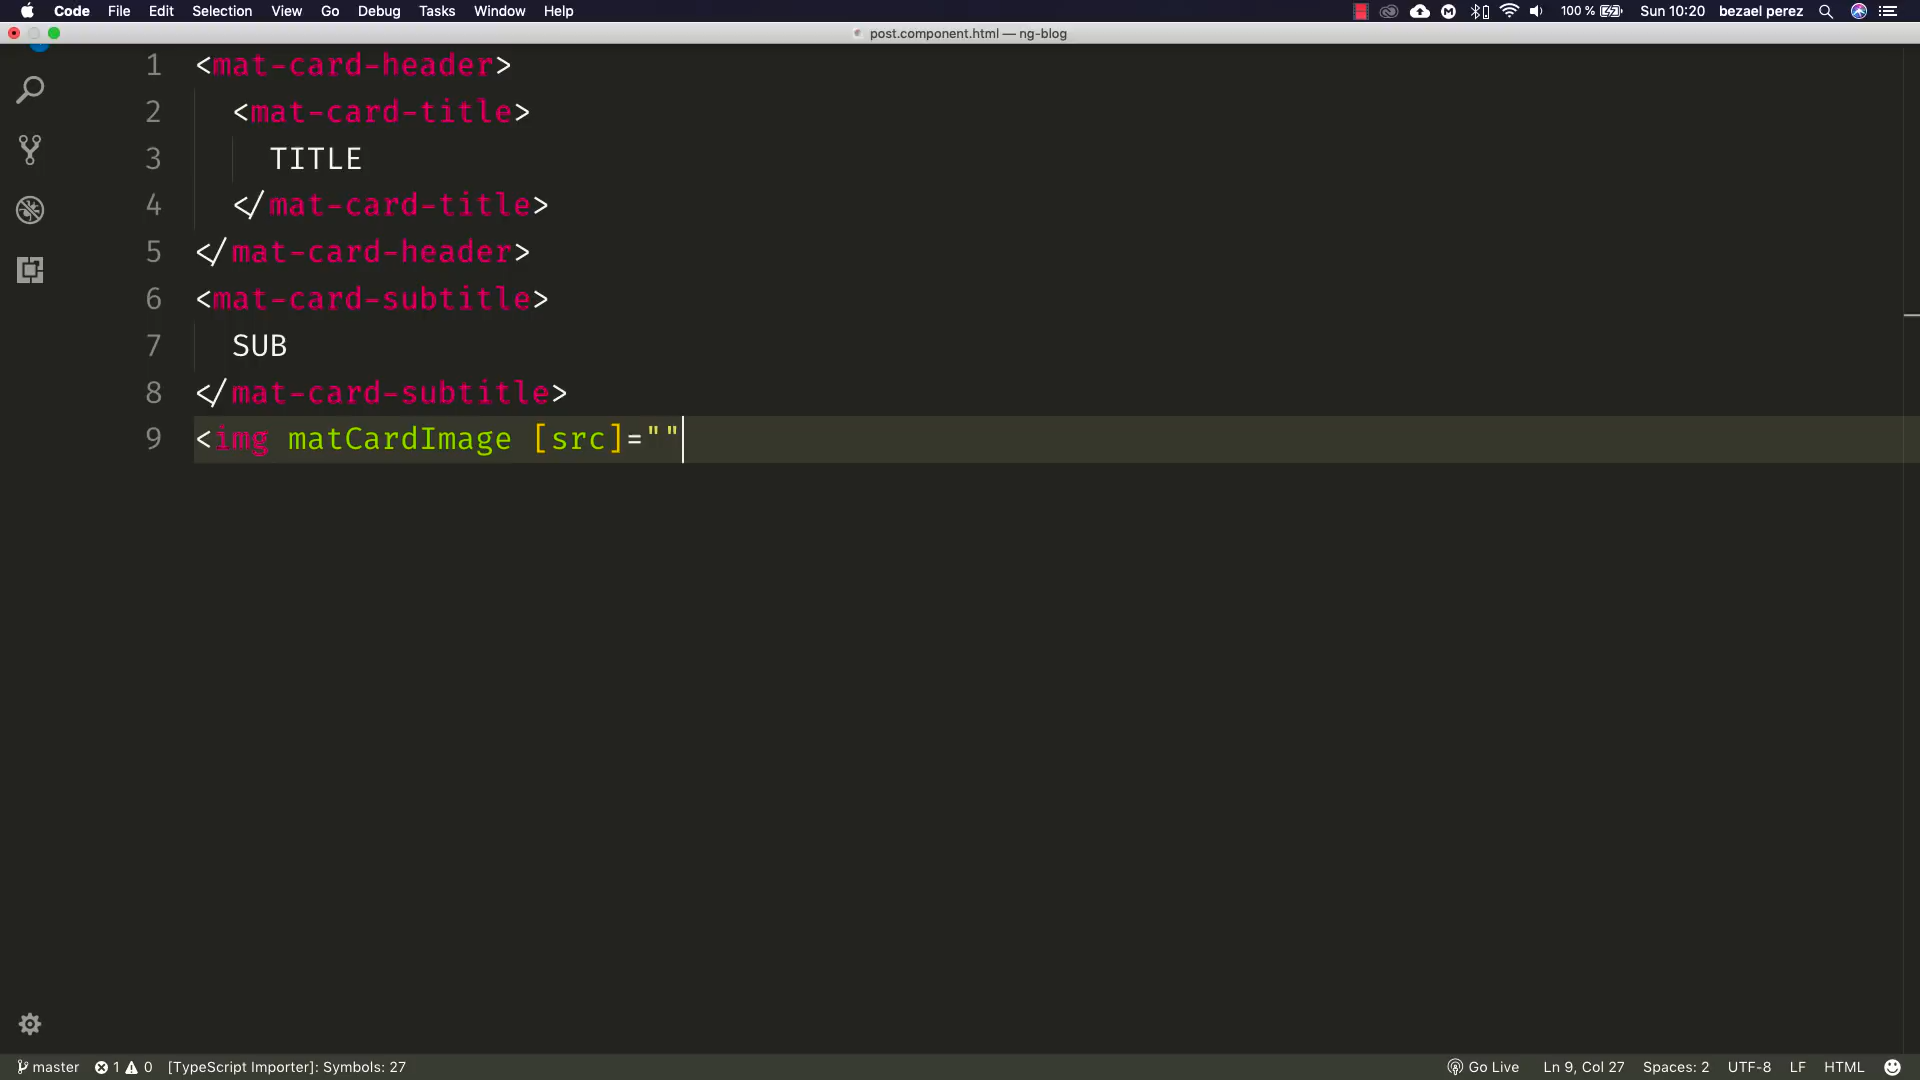 Code File Edit Selection View Go Debug Tasks Window Help 100 % Sun 10:20 bezael perez
post.component.html — ng-blog
1 <mat-card-header>
2 <mat-card-title>
3 TITLE
4 </mat-card-title>
5 </mat-card-header>
6 <mat-card-subtitle>
7 SUB
8 </mat-card-subtitle>
9 <img matCardImage [src]=""
master 1 0 [TypeScript Importer]: Symbols: 27 Go Live Ln 9, Col 27 Spaces: 2 UTF-8 LF HTML